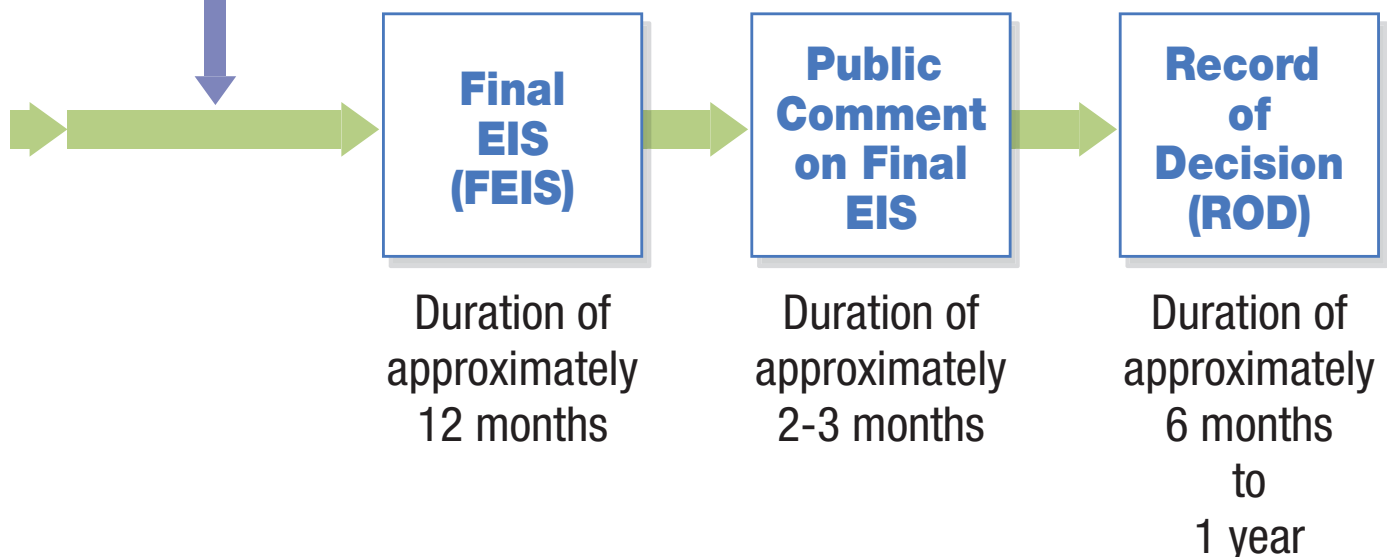 Final
EIS
(FEIS)
Duration of
approximately
12 months
Public
Comment
on Final
EIS
Duration of
approximately
2-3 months
Record
of
Decision
(ROD)
Duration of
approximately
6 months
to
1 year